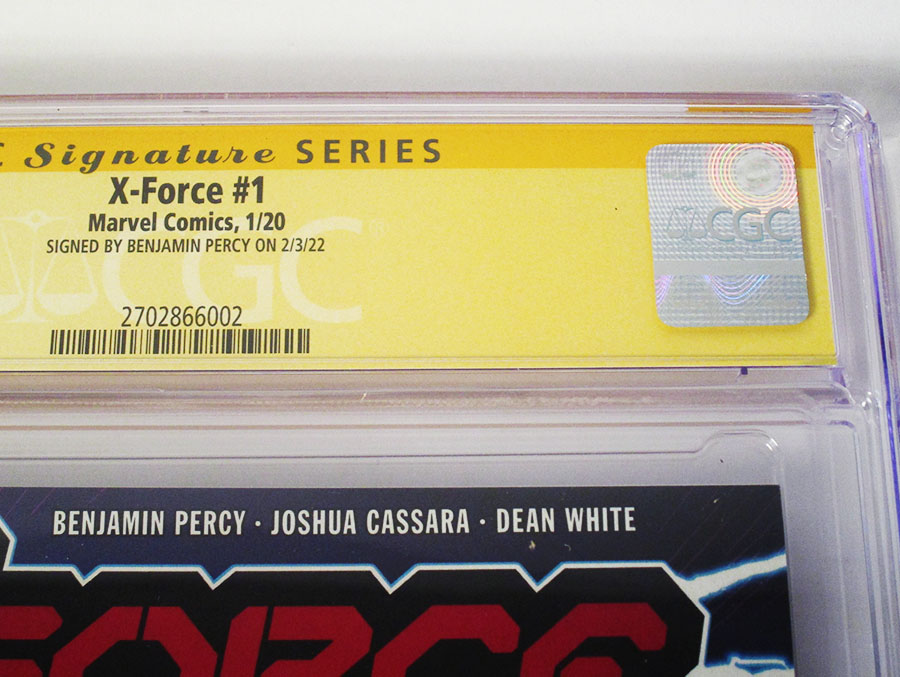 Signature SERIES
X-Force #1
Marvel Comics, 1/20
SIGNED BY BENJAMIN PERCY ON 2/3/22
CGC
CGC
2702866002
BENJAMIN PERCY · JOSHUA CASSARA · DEAN WHITE
FORCE